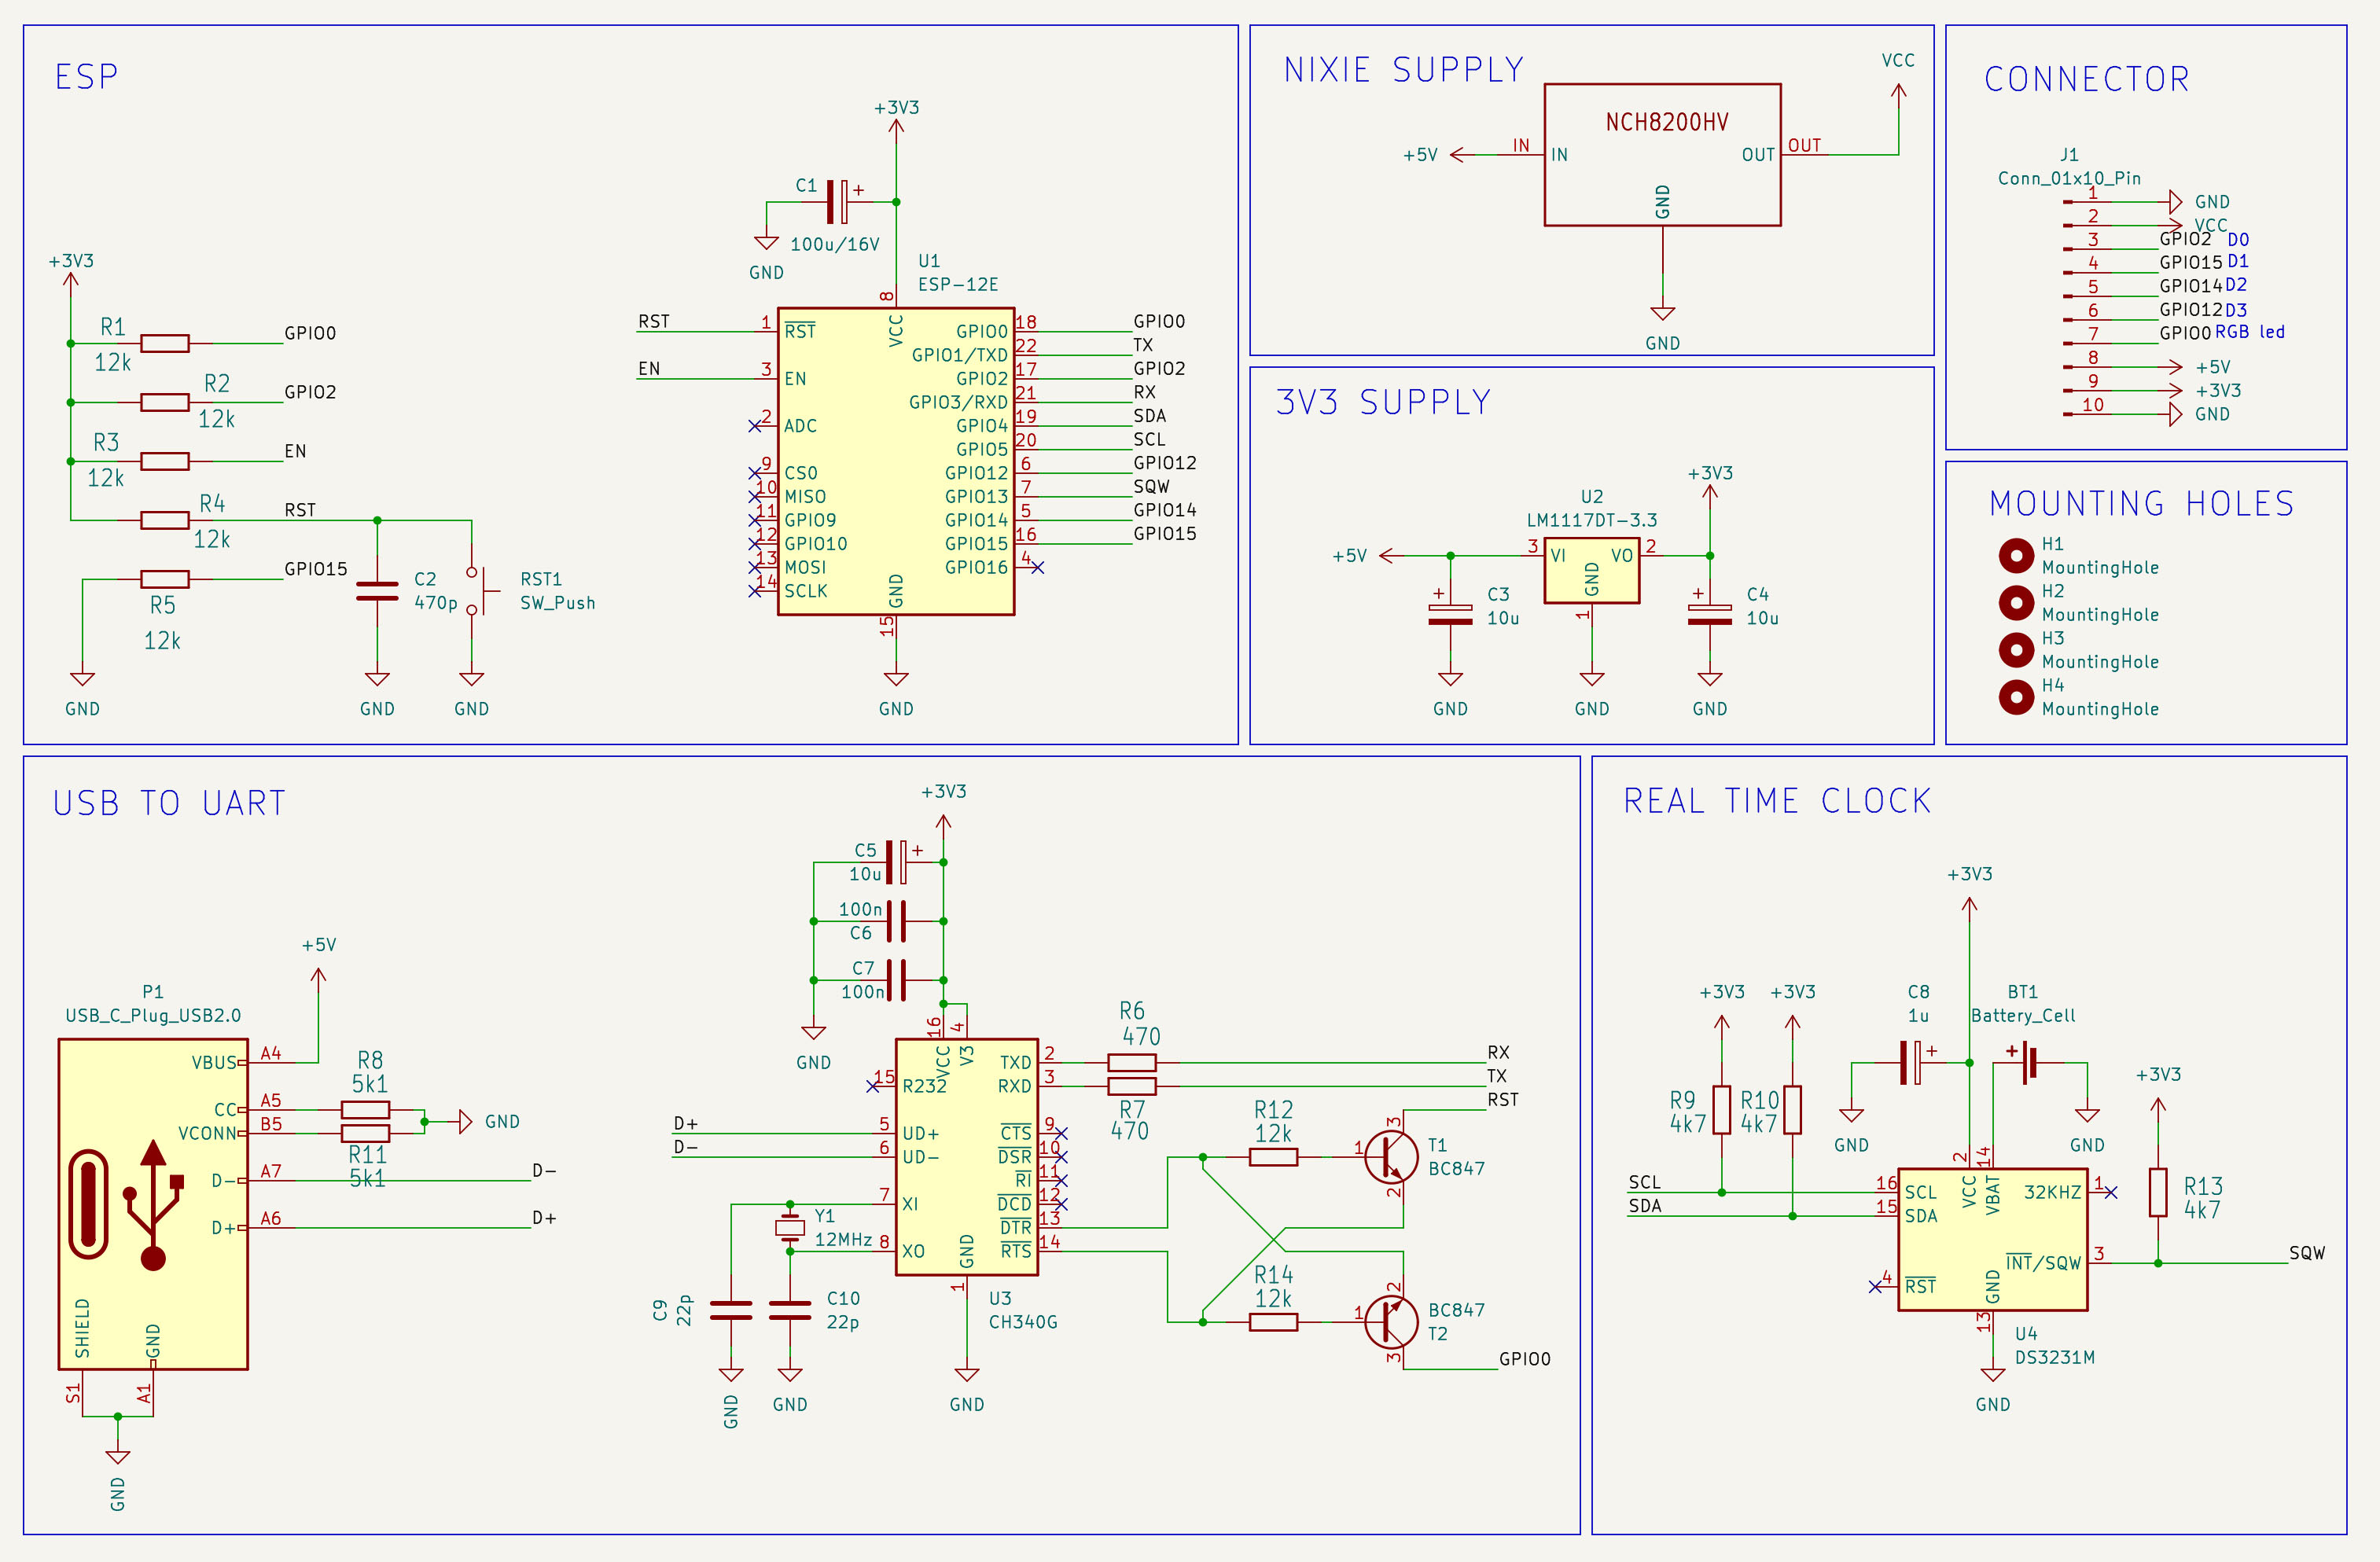 ESP
+3V3
R1
12k
GPIO0
R2
12k
GPIO2
R3
12k
EN
R4
12k
RST
R5
12k
GPIO15
GND
C2
470p
GND
RST1
SW_Push
GND
+3V3
C1
+
100u/16V
GND
U1
ESP-12E
RST
EN
8
VCC
1
RST
3
EN
2
ADC
9
CS0
10
MISO
11
GPIO9
12
GPIO10
13
MOSI
14
SCLK
GPIO0
18
GPIO0
GPIO1/TXD
22
TX
GPIO2
17
GPIO2
GPIO3/RXD
21
RX
GPIO4
19
SDA
GPIO5
20
SCL
GPIO12
6
GPIO12
GPIO13
7
SQW
GPIO14
5
GPIO14
GPIO15
16
GPIO15
GPIO16
4
GND
15
GND
NIXIE SUPPLY
NCH8200HV
+5V
IN
IN
OUT
OUT
VCC
GND
GND
3V3 SUPPLY
+5V
+
C3
10u
GND
U2
LM1117DT-3.3
3
VI
VO
2
GND
1
GND
+3V3
+
C4
10u
GND
CONNECTOR
J1
Conn_01x10_Pin
1
GND
2
VCC
3
GPIO2
D0
4
GPIO15
D1
5
GPIO14
D2
6
GPIO12
D3
7
GPIO0
RGB led
8
+5V
9
+3V3
10
GND
MOUNTING HOLES
H1
MountingHole
H2
MountingHole
H3
MountingHole
H4
MountingHole
USB TO UART
P1
USB_C_Plug_USB2.0
+5V
VBUS
A4
CC
A5
VCONN
B5
D-
A7
D-
D+
A6
D+
R8
5k1
R11
5k1
GND
SHIELD
S1
GND
A1
GND
+3V3
C5
10u
+
100n
C6
C7
100n
GND
16
VCC
4
V3
15
R232
D+
5
UD+
D-
6
UD-
7
XI
8
XO
Y1
12MHz
C9
22p
GND
C10
22p
GND
GND
1
GND
U3
CH340G
TXD
2
RXD
3
CTS
9
DSR
10
RI
11
DCD
12
DTR
13
RTS
14
R6
470
R7
470
RX
TX
RST
R12
12k
1
3
2
T1
BC847
R14
12k
1
2
3
BC847
T2
GPIO0
REAL TIME CLOCK
+3V3
+3V3
+3V3
R9
4k7
R10
4k7
C8
1u
+
GND
BT1
Battery_Cell
+
GND
SCL
SDA
16
SCL
15
SDA
2
VCC
14
VBAT
32KHZ
1
INT/SQW
3
4
RST
GND
13
GND
U4
DS3231M
+3V3
R13
4k7
SQW